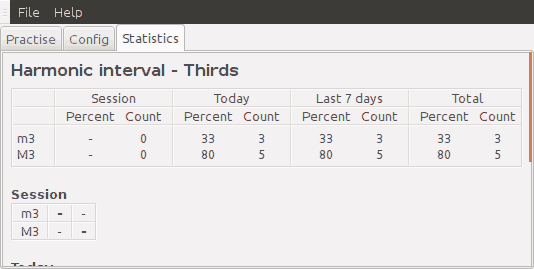 File Help
Practise Config Statistics
Harmonic interval - Thirds
Session Today Last 7 days Total
Percent Count Percent Count Percent Count Percent Count
m3 - 0 33 3 33 3 33 3
M3 - 0 80 5 80 5 80 5
Session
m3 - -
M3 - -
Today